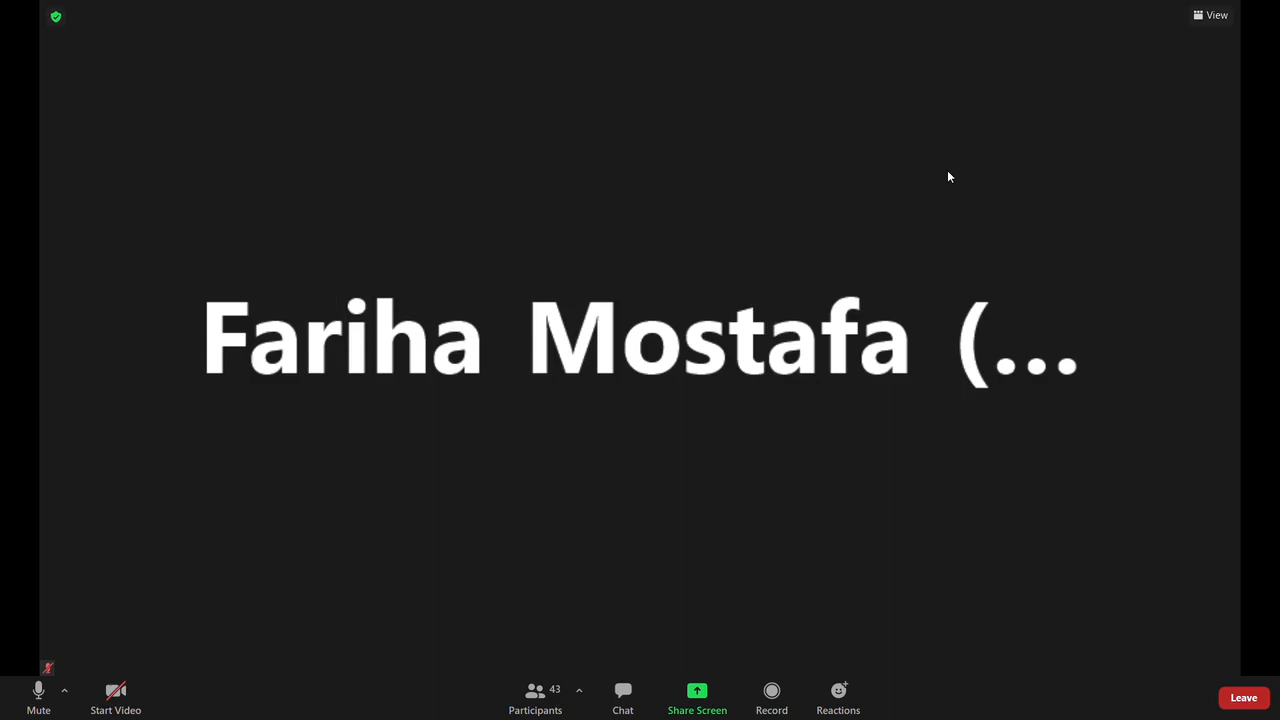 View
Fariha Mostafa (...
Mute
Start Video
43
Participants
Chat
Share Screen
Record
Reactions
Leave